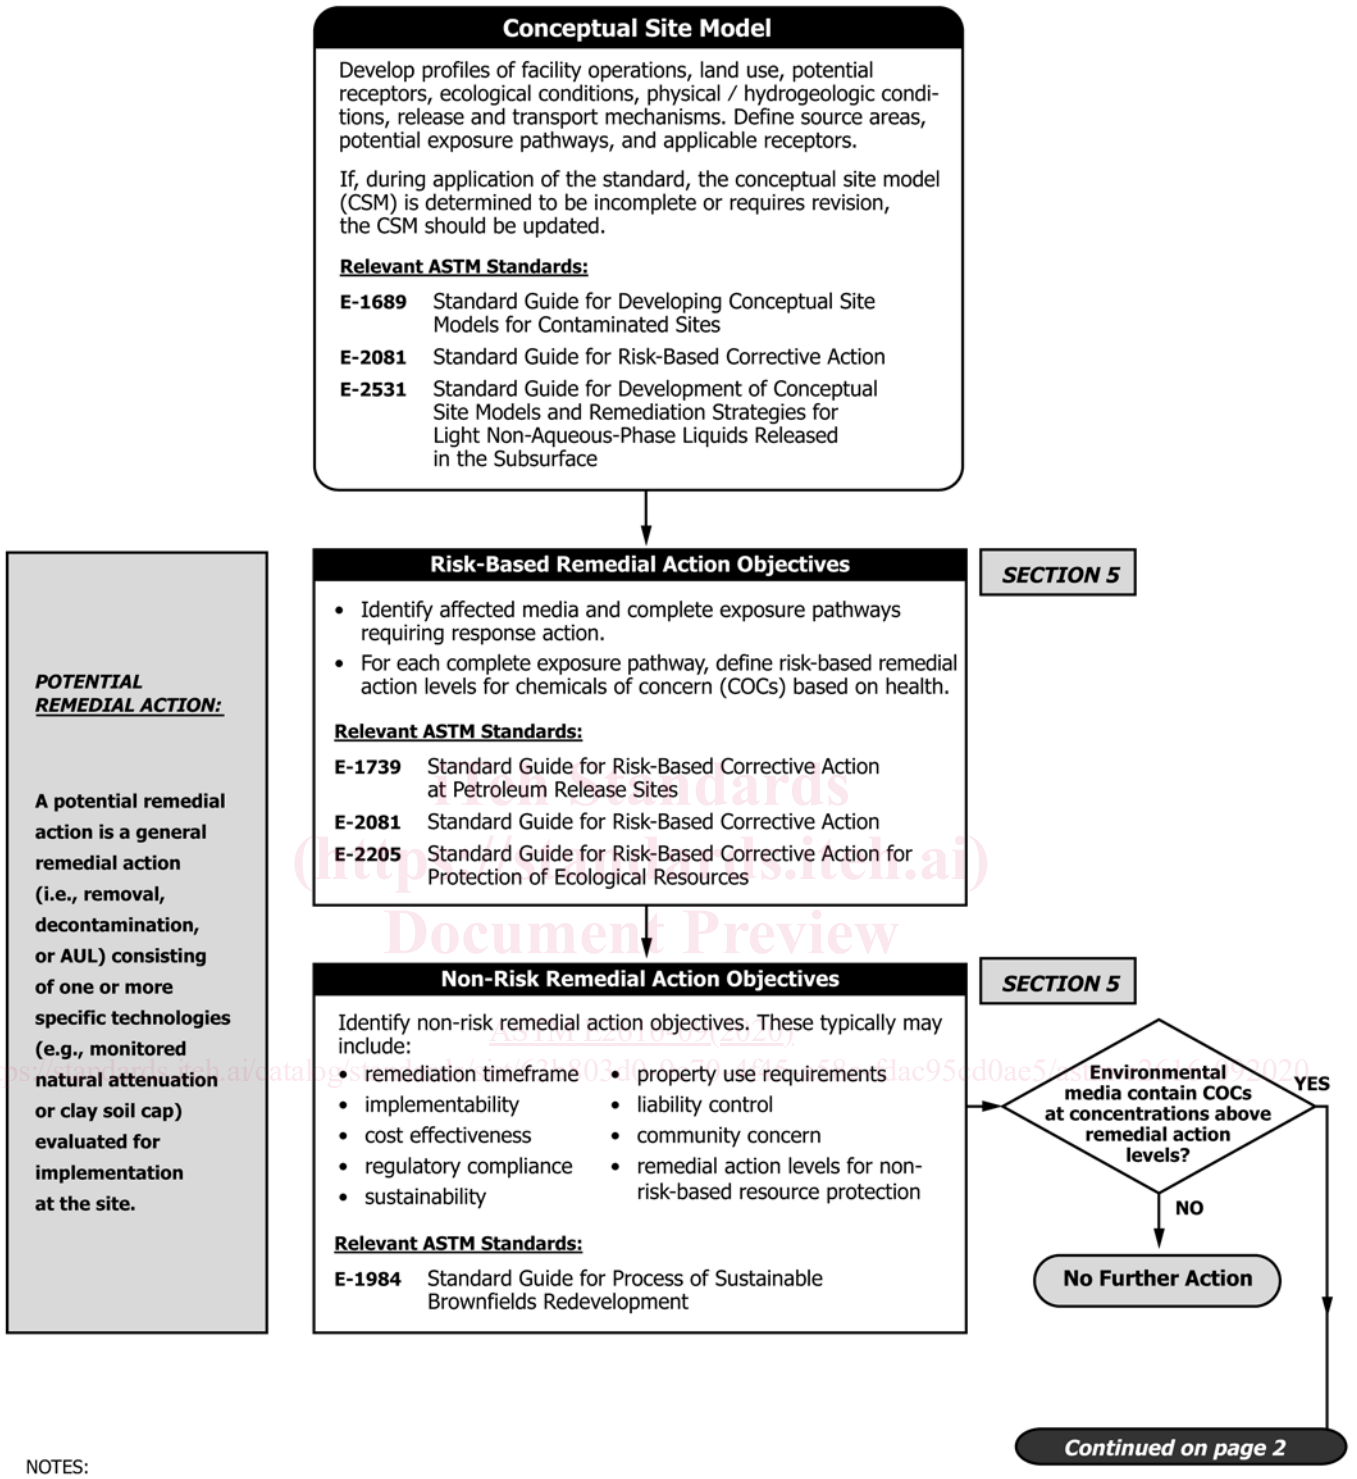 Conceptual Site Model
Develop profiles of facility operations, land use, potential
receptors, ecological conditions, physical / hydrogeologic condi-
tions, release and transport mechanisms. Define source areas,
potential exposure pathways, and applicable receptors.
If, during application of the standard, the conceptual site model
(CSM) is determined to be incomplete or requires revision,
the CSM should be updated.
Relevant ASTM Standards:
E-1689 Standard Guide for Developing Conceptual Site
Models for Contaminated Sites
E-2081 Standard Guide for Risk-Based Corrective Action
E-2531 Standard Guide for Development of Conceptual
Site Models and Remediation Strategies for
Light Non-Aqueous-Phase Liquids Released
in the Subsurface
POTENTIAL
REMEDIAL ACTION:
A potential remedial
action is a general
remedial action
(i.e., removal,
decontamination,
or AUL) consisting
of one or more
specific technologies
(e.g., monitored
natural attenuation
or clay soil cap)
evaluated for
implementation
at the site.
Risk-Based Remedial Action Objectives
SECTION 5
• Identify affected media and complete exposure pathways
requiring response action.
• For each complete exposure pathway, define risk-based remedial
action levels for chemicals of concern (COCs) based on health.
Relevant ASTM Standards:
E-1739 Standard Guide for Risk-Based Corrective Action
at Petroleum Release Sites
E-2081 Standard Guide for Risk-Based Corrective Action
E-2205 Standard Guide for Risk-Based Corrective Action for
Protection of Ecological Resources
iTeh Standards
(https://standards.iteh.ai)
Document Preview
Non-Risk Remedial Action Objectives
SECTION 5
Identify non-risk remedial action objectives. These typically may
include:
• remediation timeframe
• implementability
• cost effectiveness
• regulatory compliance
• sustainability
• property use requirements
• liability control
• community concern
• remedial action levels for non-
risk-based resource protection
Relevant ASTM Standards:
E-1984 Standard Guide for Process of Sustainable
Brownfields Redevelopment
ASTM E2616-09(2020)
Environmental
media contain COCs
at concentrations above
remedial action
levels?
YES
NO
No Further Action
Continued on page 2
NOTES: